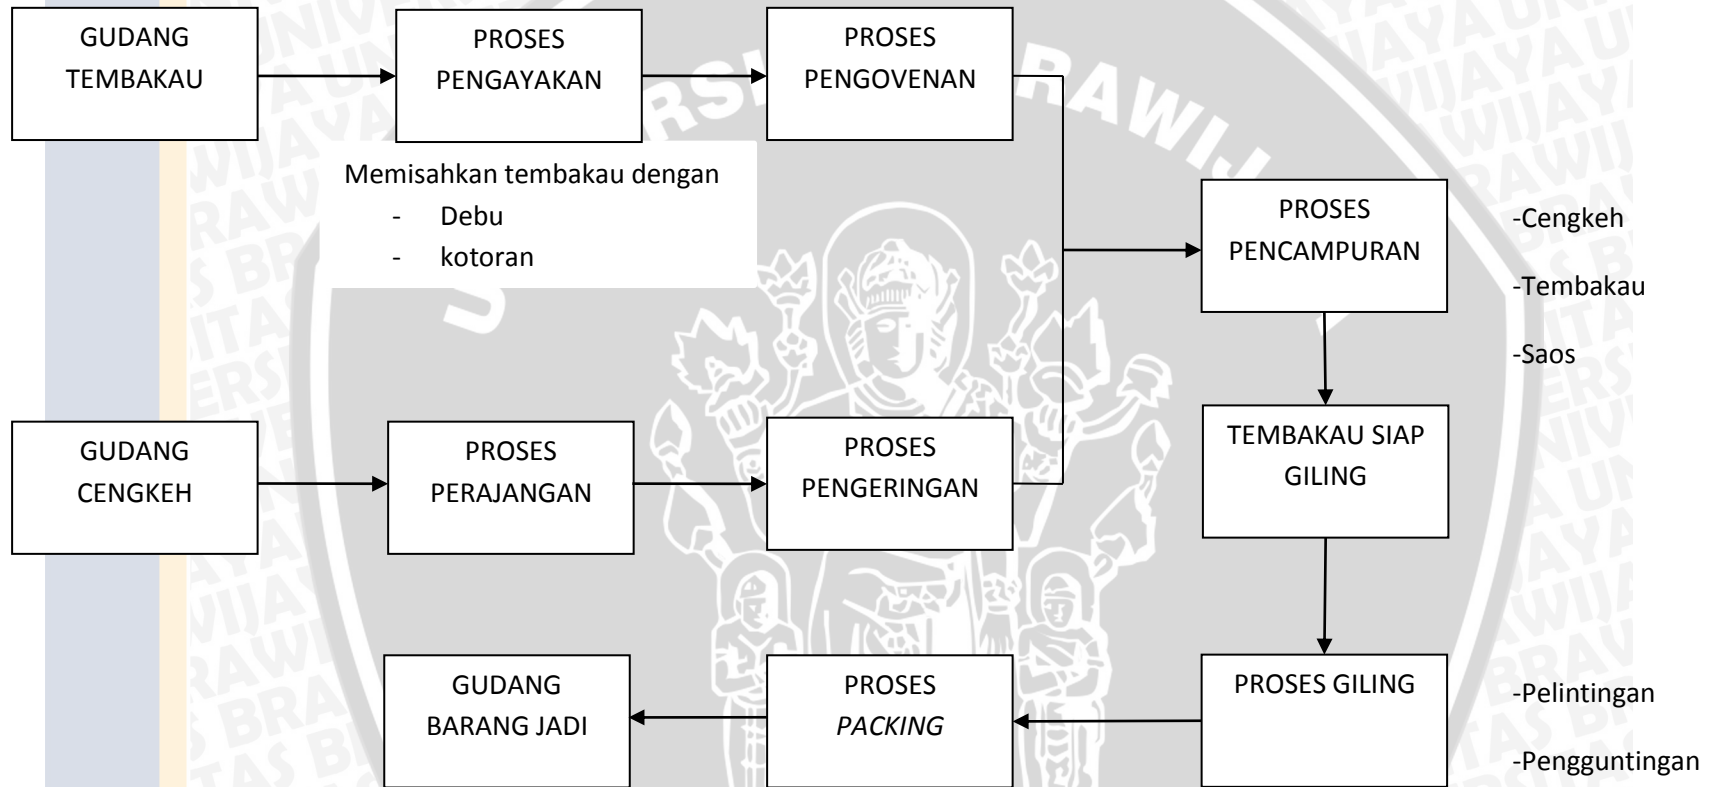 GUDANG
TEMBAKAU
PROSES
PENGAYAKAN
PROSES
PENGOVENAN
Memisahkan tembakau dengan
- Debu
- kotoran
PROSES
PENCAMPURAN
-Cengkeh
-Tembakau
-Saos
GUDANG
CENGKEH
PROSES
PERAJANGAN
PROSES
PENGERINGAN
TEMBAKAU SIAP
GILING
GUDANG
BARANG JADI
PROSES
PACKING
PROSES GILING
-Pelintingan
-Pengguntingan